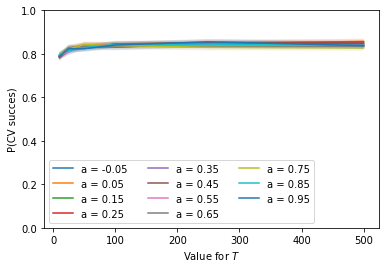 1.0
0.8
0.6
0.4
0.2
0.0
P(CV succes)
a = -0.05
a = 0.05
a = 0.15
a = 0.25
a = 0.35
a = 0.45
a = 0.55
a = 0.65
a = 0.75
a = 0.85
a = 0.95
0 100 200 300 400 500
Value for T